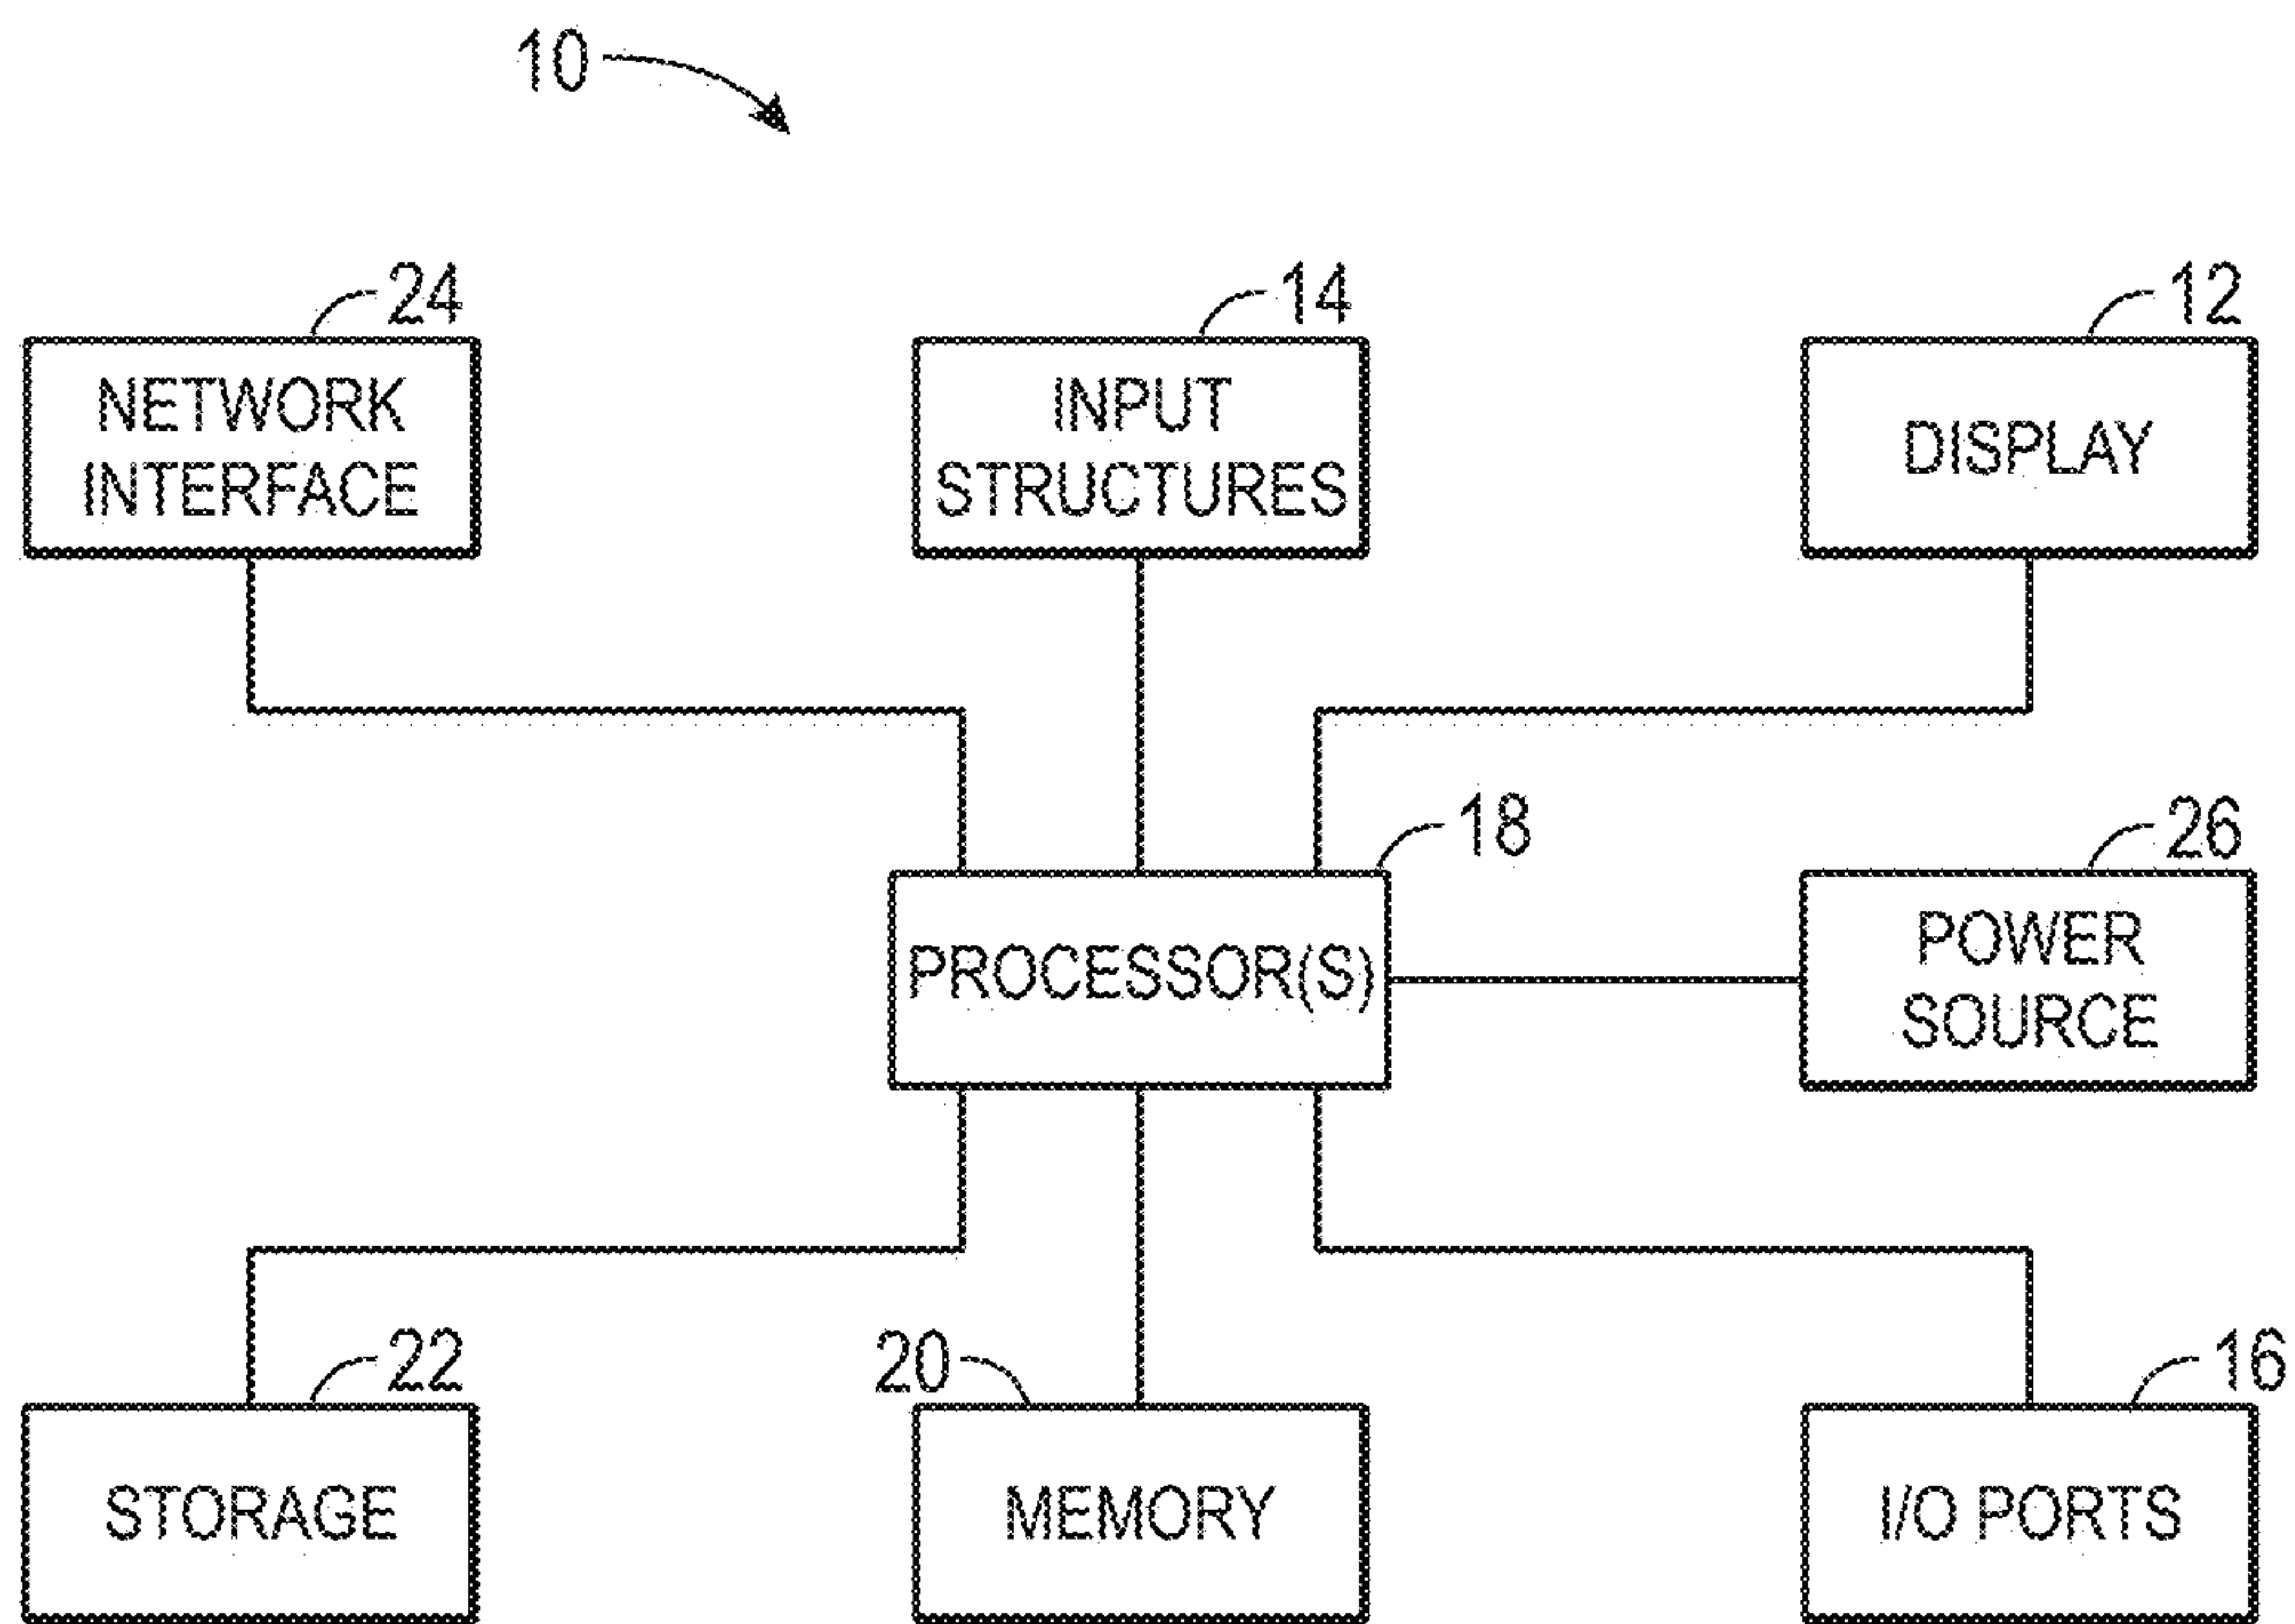 10
24
14
12
NETWORK
INTERFACE
INPUT
STRUCTURES
DISPLAY
18
26
PROCESSOR(S)
POWER
SOURCE
22
20
16
STORAGE
MEMORY
I/O PORTS